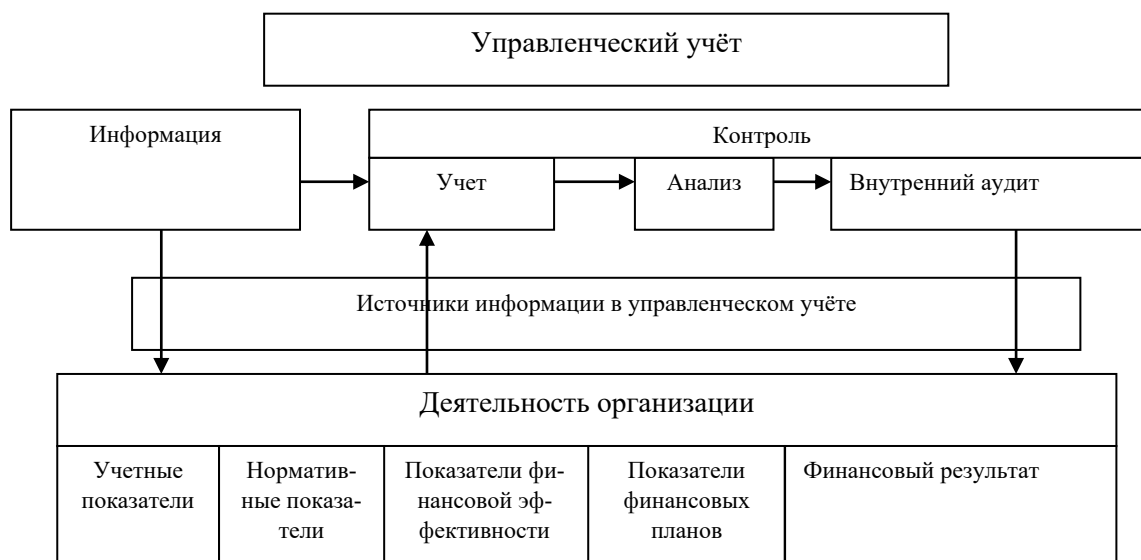 Управленческий учёт
Информация
Контроль
Учет
Анализ
Внутренний аудит
Источники информации в управленческом учёте
Деятельность организации
Учетные
показатели
Норматив-
ные показа-
тели
Показатели фи-
нансовой эф-
фективности
Показатели
финансовых
планов
Финансовый результат